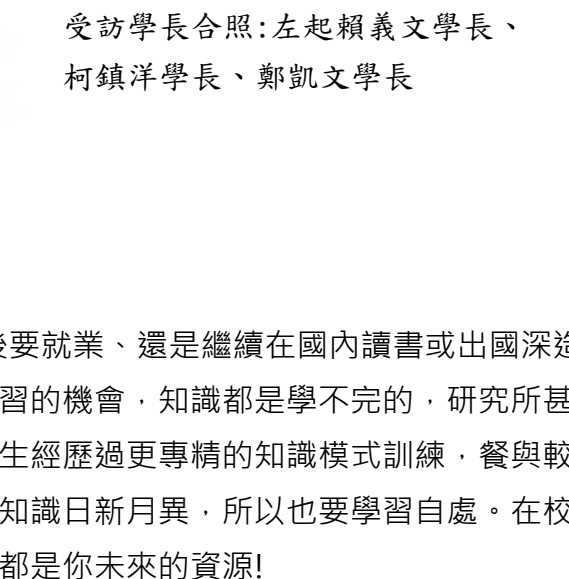 受訪學長合照:左起賴義文學長、
柯鎮洋學長、鄭凱文學長
後要就業、還是繼續在國內讀書或出國深造
習的機會，知識都是學不完的，研究所甚
生經歷過更專精的知識模式訓練，餐與較
知識日新月異，所以也要學習自處。在校
都是你未來的資源!